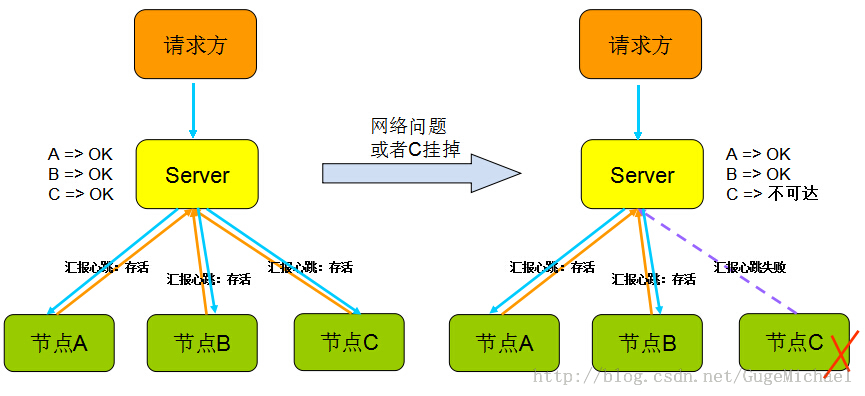 请求方
请求方
网络问题
或者C挂掉
A => OK
B => OK
C => OK
Server
Server
A => OK
B => OK
C => 不可达
汇报心跳：存活
汇报心跳：存活
汇报心跳：存活
汇报心跳：存活
汇报心跳：存活
汇报心跳失败
节点A
节点B
节点C
节点A
节点B
节点C
http://blog.csdn.net/GugeMichael